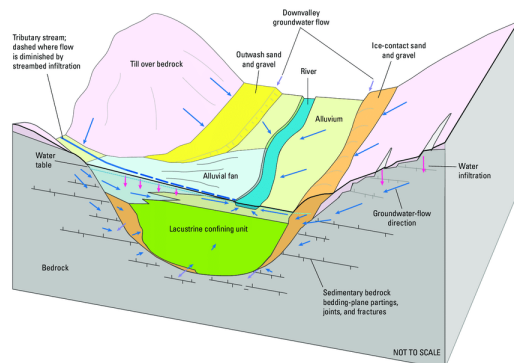 Downvalley
groundwater flow
Tributary stream;
dashed where flow
is diminished by
streambed infiltration
Till over bedrock
Outwash sand
and gravel
River
Ice-contact sand
and gravel
Alluvium
Water
table
Alluvial fan
Water
infiltration
Lacustrine confining unit
Groundwater-flow
direction
Bedrock
Sedimentary bedrock
bedding-plane partings,
joints, and fractures
NOT TO SCALE